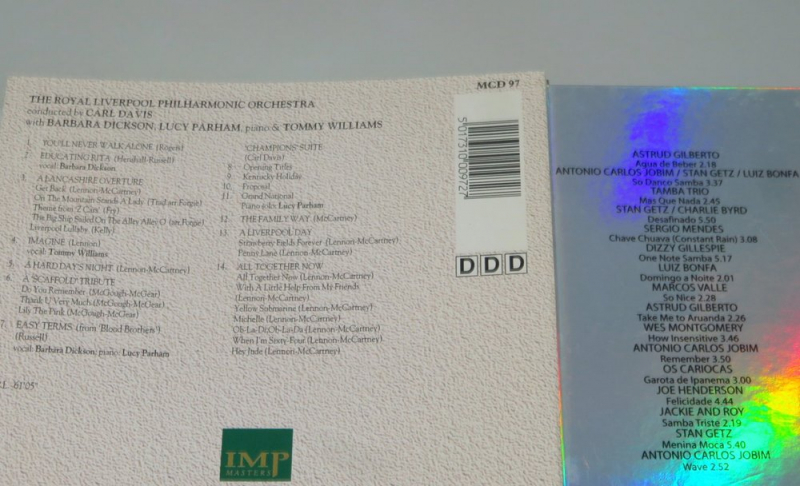 MCD 97
THE ROYAL LIVERPOOL PHILHARMONIC ORCHESTRA
conducted by CARL DAVIS
with BARBARA DICKSON, LUCY PARHAM, piano & TOMMY WILLIAMS
1. YOU'LL NEVER WALK ALONE (Rogers)
2. EDUCATING RITA (Hentshall-Russell)
vocal: Barbara Dickson
3. A LANCASHIRE OVERTURE
Get Back (Lennon-McCartney)
On The Mountain Stands A Lady (Trad arr. Forgie)
Theme from 'Z Cars' (Fry)
The Big Ship Sailed On The Alley Alley O (arr. Forgie)
Liverpool Lullaby (Kelly)
4. IMAGINE (Lennon)
vocal: Tommy Williams
5. A HARD DAY'S NIGHT (Lennon-McCartney)
6. A 'SCAFFOLD' TRIBUTE
Do You Remember (McGough-McGear)
Thank U Very Much (McGough-McGear)
Lily The Pink (McGough-McGear)
7. EASY TERMS (from 'Blood Brothers')
(Russell)
vocal: Barbara Dickson; piano: Lucy Parham
61'05"
'CHAMPIONS' SUITE
(Carl Davis)
8. Opening Titles
9. Kentucky Holiday
10. Proposal
11. Grand National
Piano solo: Lucy Parham
12. THE FAMILY WAY (McCartney)
13. A LIVERPOOL DAY
Strawberry Fields Forever (Lennon-McCartney)
Penny Lane (Lennon-McCartney)
14. ALL TOGETHER NOW
All Together Now (Lennon-McCartney)
With A Little Help From My Friends
(Lennon-McCartney)
Yellow Submarine (Lennon-McCartney)
Michelle (Lennon-McCartney)
Ob-La-Di, Ob-La-Da (Lennon-McCartney)
When I'm Sixty-Four (Lennon-McCartney)
Hey Jude (Lennon-McCartney)
5 017310 009727
DDD
IMP
MASTERS
ASTRUD GILBERTO
Agua de Beber 2.18
ANTONIO CARLOS JOBIM / STAN GETZ / LUIZ BONFA
So Danco Samba 3.37
TAMBA TRIO
Mas Que Nada 2.45
STAN GETZ / CHARLIE BYRD
Desafinado 5.50
SERGIO MENDES
Chave Chuova (Constant Rain) 3.08
DIZZY GILLESPIE
One Note Samba 5.17
LUIZ BONFA
Domingo a Noite 2.01
MARCOS VALLE
So Nice 2.28
ASTRUD GILBERTO
Take Me to Aruanda 2.26
WES MONTGOMERY
How Insensitive 3.46
ANTONIO CARLOS JOBIM
Remember 3.50
OS CARIOCAS
Garota de Ipanema 3.00
JOE HENDERSON
Felicidade 4.44
JACKIE AND ROY
Samba Triste 2.19
STAN GETZ
Menina Moca 5.40
ANTONIO CARLOS JOBIM
Wave 2.52